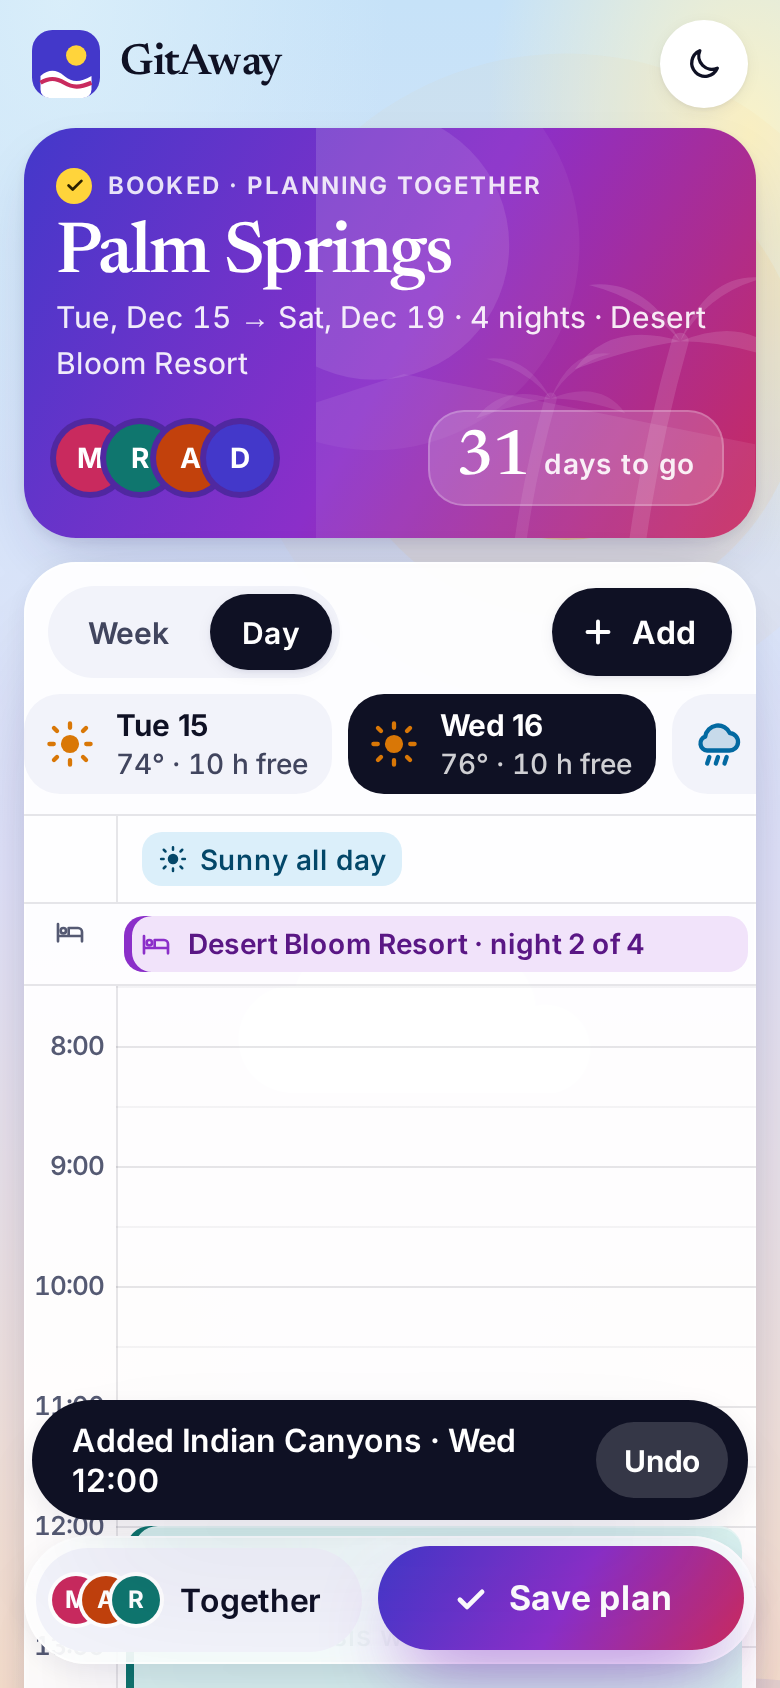 GitAway
BOOKED · PLANNING TOGETHER
Palm Springs
Tue, Dec 15 → Sat, Dec 19 · 4 nights · Desert
Bloom Resort
M R A D
31 days to go
Week Day + Add
Tue 15
74° · 10 h free
Wed 16
76° · 10 h free
Sunny all day
Desert Bloom Resort · night 2 of 4
8:00
9:00
10:00
11:00
Added Indian Canyons · Wed
12:00
Undo
12:00
M A R Together
Save plan